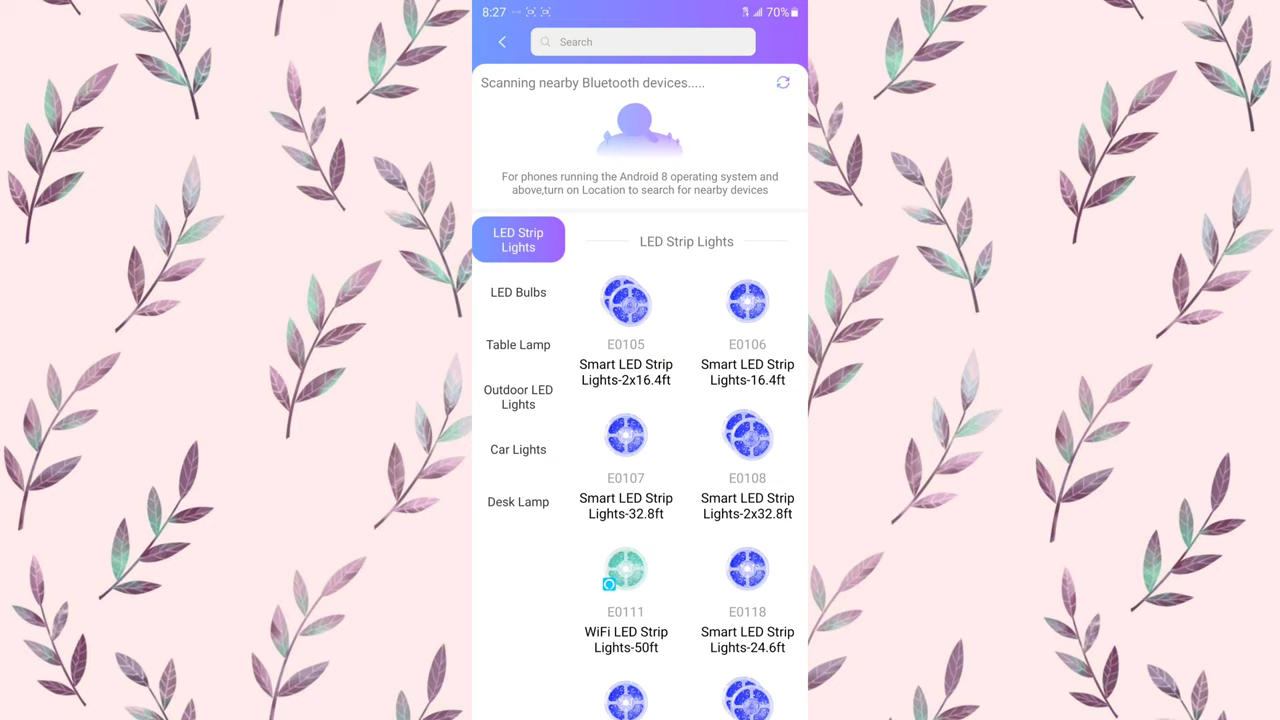 8:27
70%
Search
Scanning nearby Bluetooth devices.....
For phones running the Android 8 operating system and
above,turn on Location to search for nearby devices
LED Strip
Lights
LED Bulbs
Table Lamp
Outdoor LED
Lights
Car Lights
Desk Lamp
LED Strip Lights
E0105
Smart LED Strip
Lights-2x16.4ft
E0106
Smart LED Strip
Lights-16.4ft
E0107
Smart LED Strip
Lights-32.8ft
E0108
Smart LED Strip
Lights-2x32.8ft
E0111
WiFi LED Strip
Lights-50ft
E0118
Smart LED Strip
Lights-24.6ft